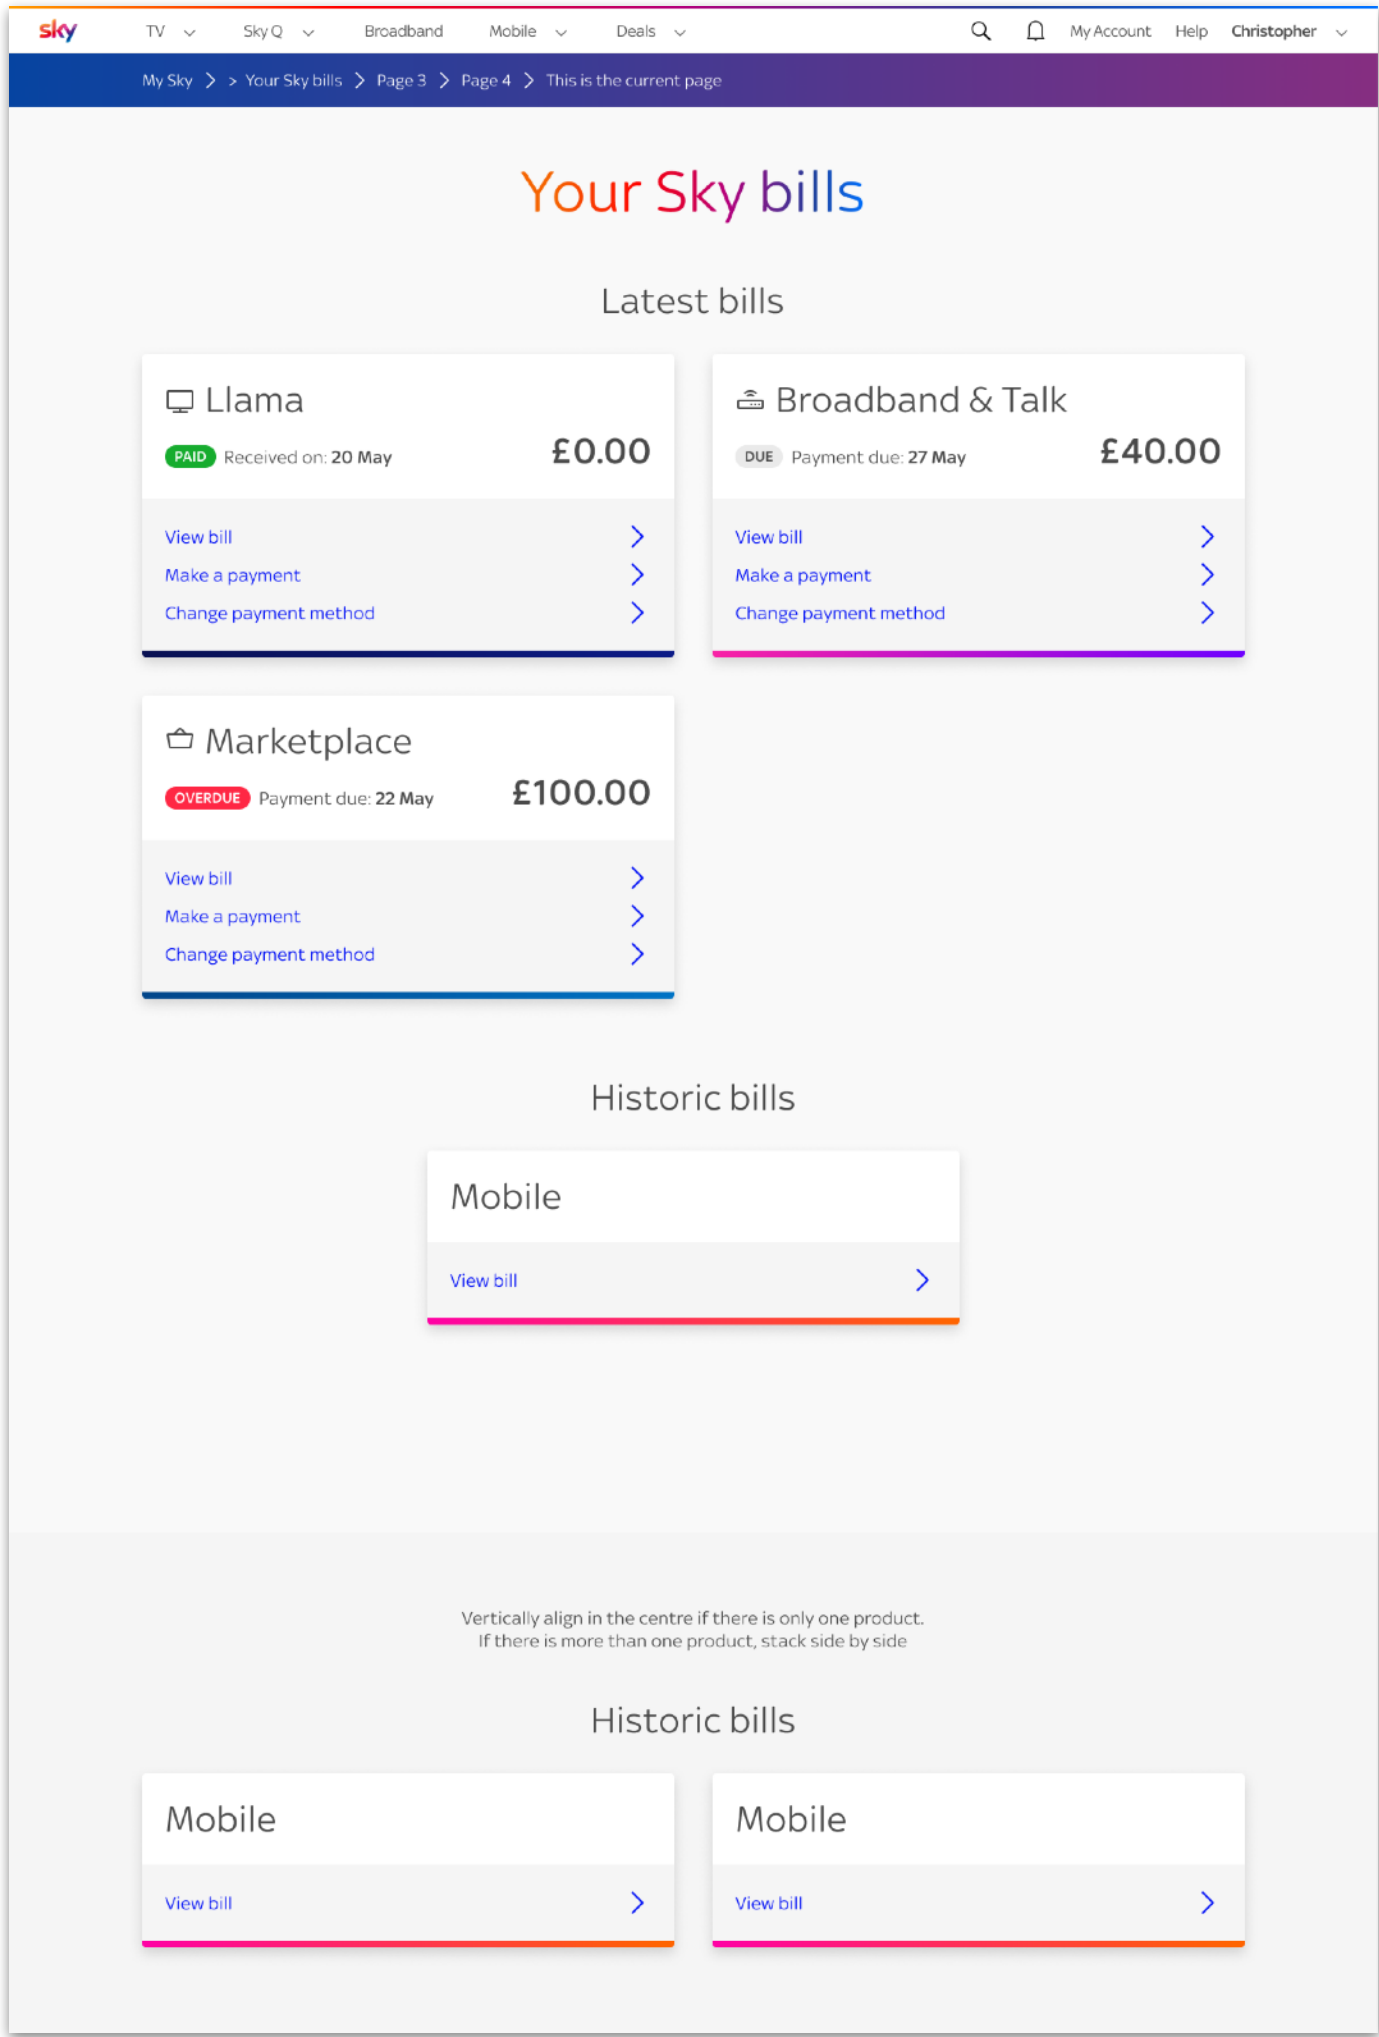 sky TV Sky Q Broadband Mobile Deals My Account Help Christopher
My Sky > Your Sky bills Page 3 Page 4 This is the current page
Your Sky bills
Latest bills
Llama
PAID Received on: 20 May £0.00
View bill
Make a payment
Change payment method
Broadband & Talk
DUE Payment due: 27 May £40.00
View bill
Make a payment
Change payment method
Marketplace
OVERDUE Payment due: 22 May £100.00
View bill
Make a payment
Change payment method
Historic bills
Mobile
View bill
Vertically align in the centre if there is only one product.
If there is more than one product, stack side by side
Historic bills
Mobile
View bill
Mobile
View bill